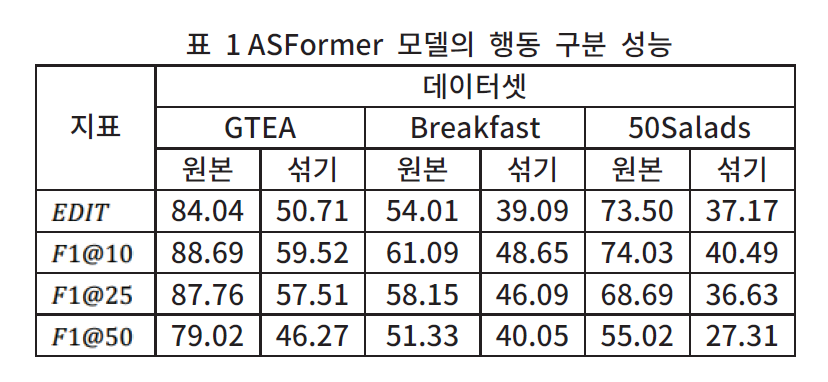 표 1 ASFormer 모델의 행동 구분 성능
데이터셋
지표
GTEA Breakfast 50Salads
원본 섞기 원본 섞기 원본 섞기
EDIT 84.04 50.71 54.01 39.09 73.50 37.17
F1@10 88.69 59.52 61.09 48.65 74.03 40.49
F1@25 87.76 57.51 58.15 46.09 68.69 36.63
F1@50 79.02 46.27 51.33 40.05 55.02 27.31